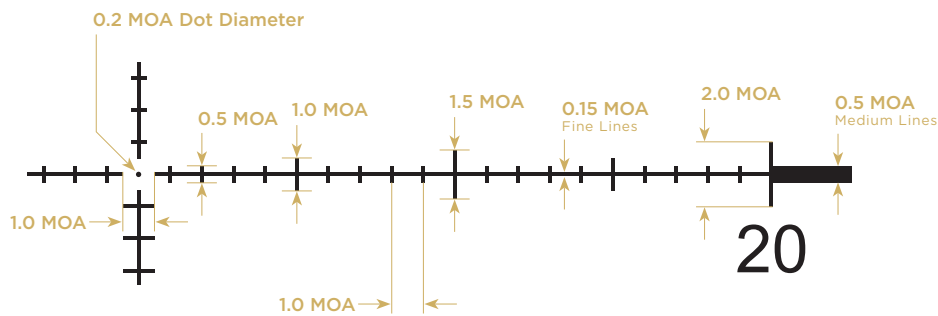 0.2 MOA Dot Diameter
0.5 MOA
1.0 MOA
1.5 MOA
0.15 MOA
Fine Lines
2.0 MOA
0.5 MOA
Medium Lines
1.0 MOA
20
1.0 MOA